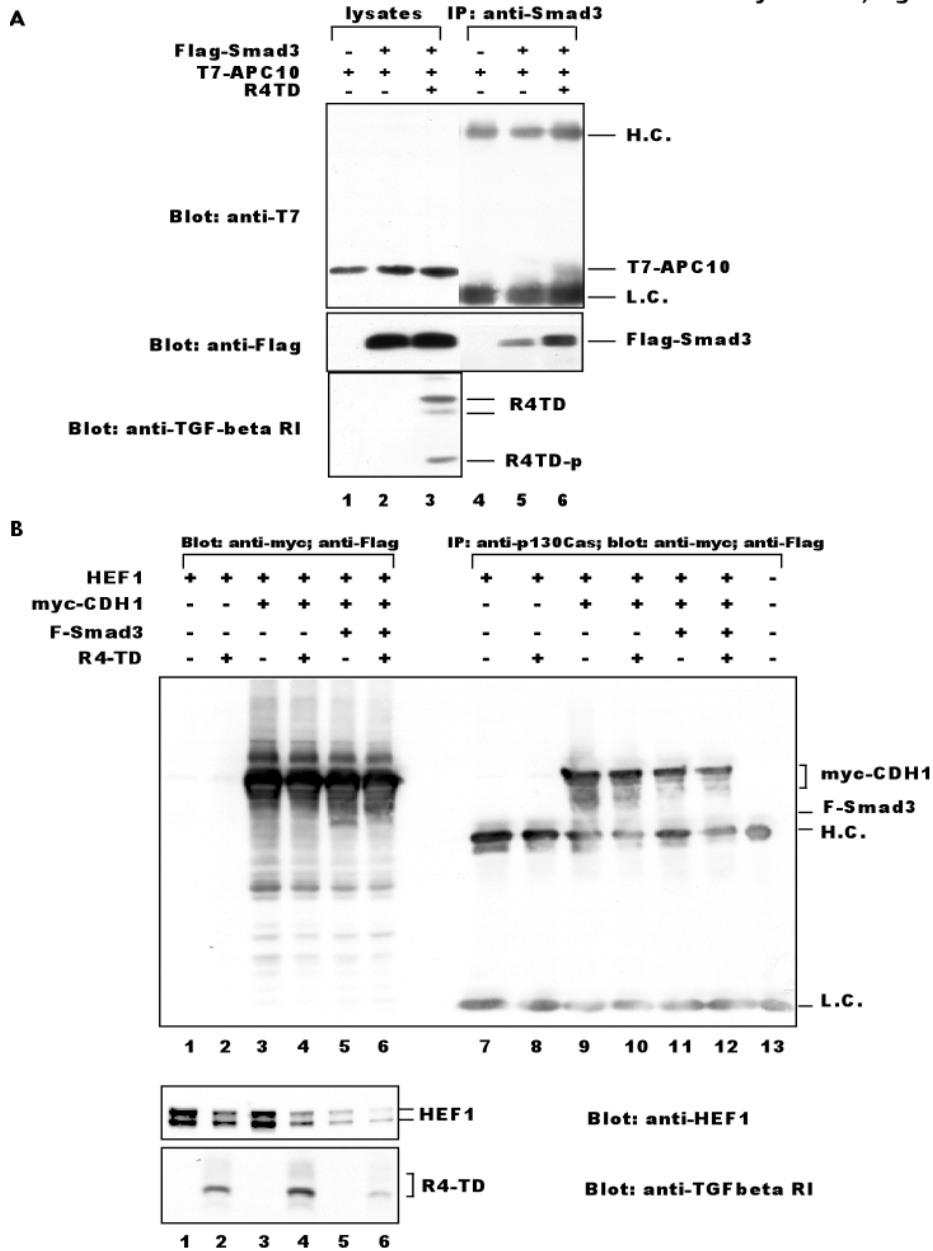 A
lysates IP: anti-Smad3
Flag-Smad3 - + + - + +
T7-APC10 + + + + + +
R4TD - - + - - +
H.C.
Blot: anti-T7
T7-APC10
L.C.
Blot: anti-Flag
Flag-Smad3
R4TD
Blot: anti-TGF-beta RI
R4TD-p
1 2 3 4 5 6
B
Blot: anti-myc; anti-Flag IP: anti-p130Cas; blot: anti-myc; anti-Flag
HEF1 + + + + + + + + + + + + -
myc-CDH1 - - + + + + - - + + + + -
F-Smad3 - - - - + + - - - - + + -
R4-TD - + - + - + - + - + - + -
myc-CDH1
F-Smad3
H.C.
L.C.
1 2 3 4 5 6 7 8 9 10 11 12 13
HEF1 Blot: anti-HEF1
R4-TD Blot: anti-TGFbeta RI
1 2 3 4 5 6